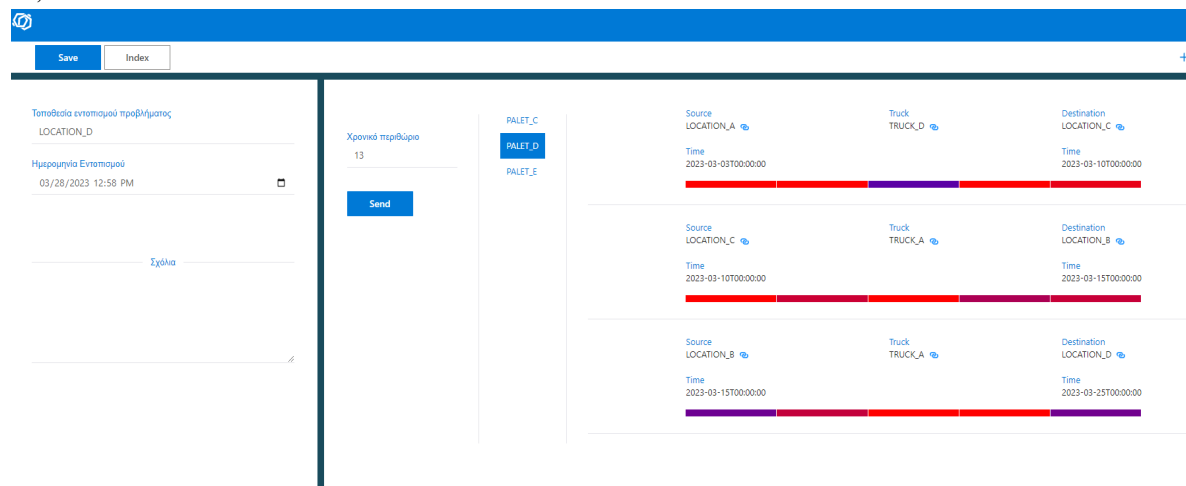 Save Index +
Τοποθεσία εντοπισμού προβλήματος
LOCATION_D
Ημερομηνία Εντοπισμού
03/28/2023 12:58 PM
Σχόλια
Χρονικό περιθώριο
13
Send
PALET_C
PALET_D
PALET_E
Source Truck Destination
LOCATION_A TRUCK_D LOCATION_C
Time Time
2023-03-03T00:00:00 2023-03-10T00:00:00
Source Truck Destination
LOCATION_C TRUCK_A LOCATION_B
Time Time
2023-03-10T00:00:00 2023-03-15T00:00:00
Source Truck Destination
LOCATION_B TRUCK_A LOCATION_D
Time Time
2023-03-15T00:00:00 2023-03-25T00:00:00